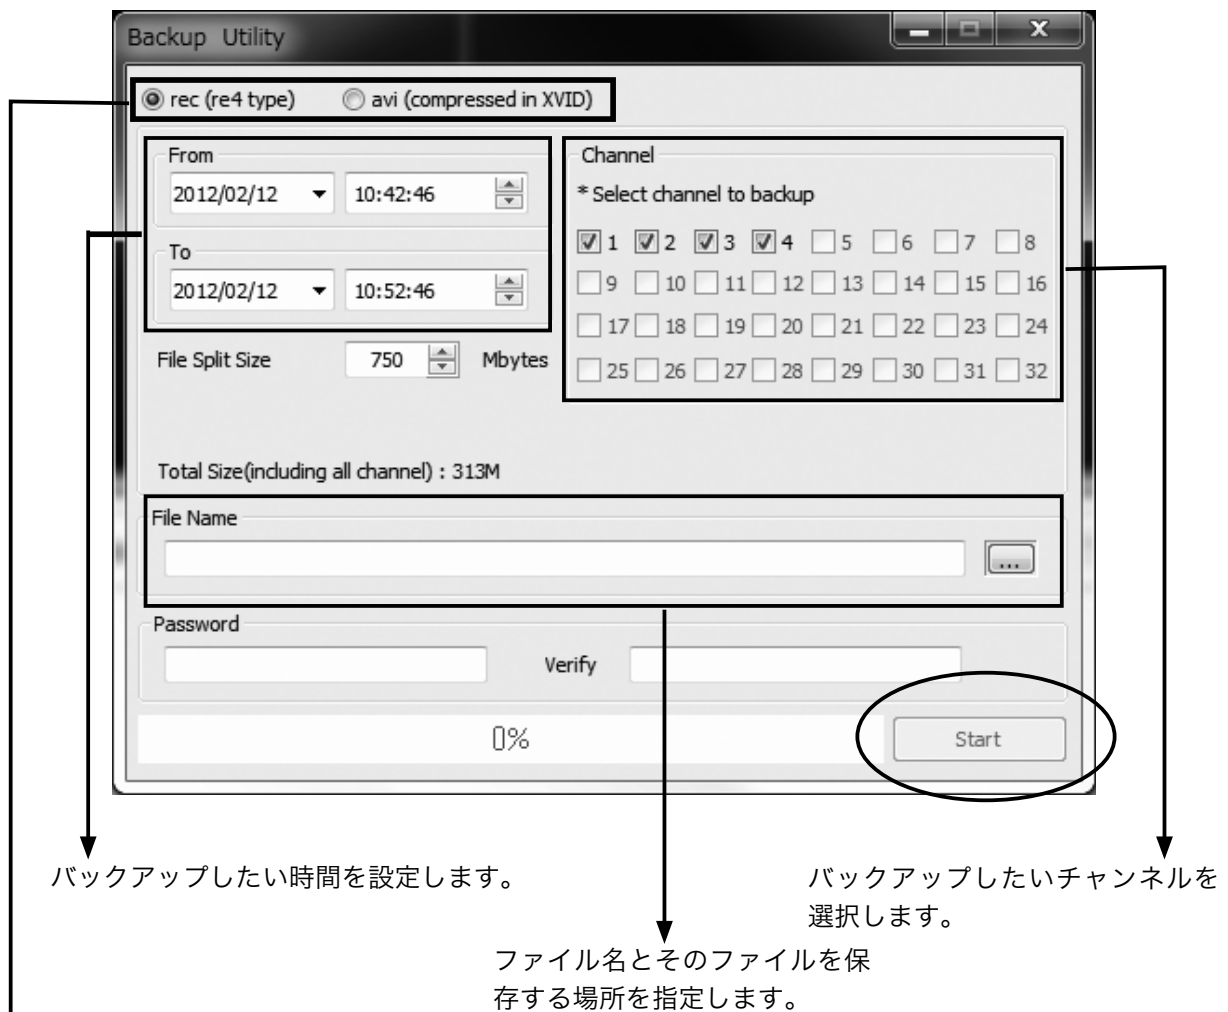 Backup Utility
rec (re4 type) avi (compressed in XVID)
From
2012/02/12 10:42:46
To
2012/02/12 10:52:46
File Split Size 750 Mbytes
Channel
* Select channel to backup
1 2 3 4 5 6 7 8
9 10 11 12 13 14 15 16
17 18 19 20 21 22 23 24
25 26 27 28 29 30 31 32
Total Size(including all channel) : 313M
File Name
...
Password
Verify
0% Start
バックアップしたい時間を設定します。
バックアップしたいチャンネルを
選択します。
ファイル名とそのファイルを保
存する場所を指定します。